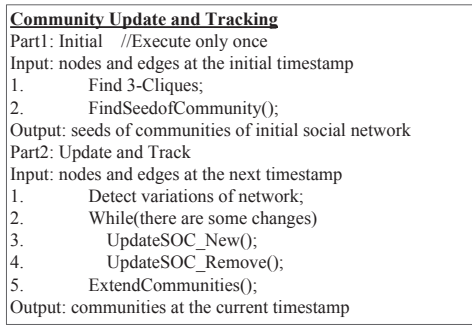 Community Update and Tracking
Part1: Initial //Execute only once
Input: nodes and edges at the initial timestamp
1. Find 3-Cliques;
2. FindSeedofCommunity();
Output: seeds of communities of initial social network
Part2: Update and Track
Input: nodes and edges at the next timestamp
1. Detect variations of network;
2. While(there are some changes)
3. UpdateSOC_New();
4. UpdateSOC_Remove();
5. ExtendCommunities();
Output: communities at the current timestamp